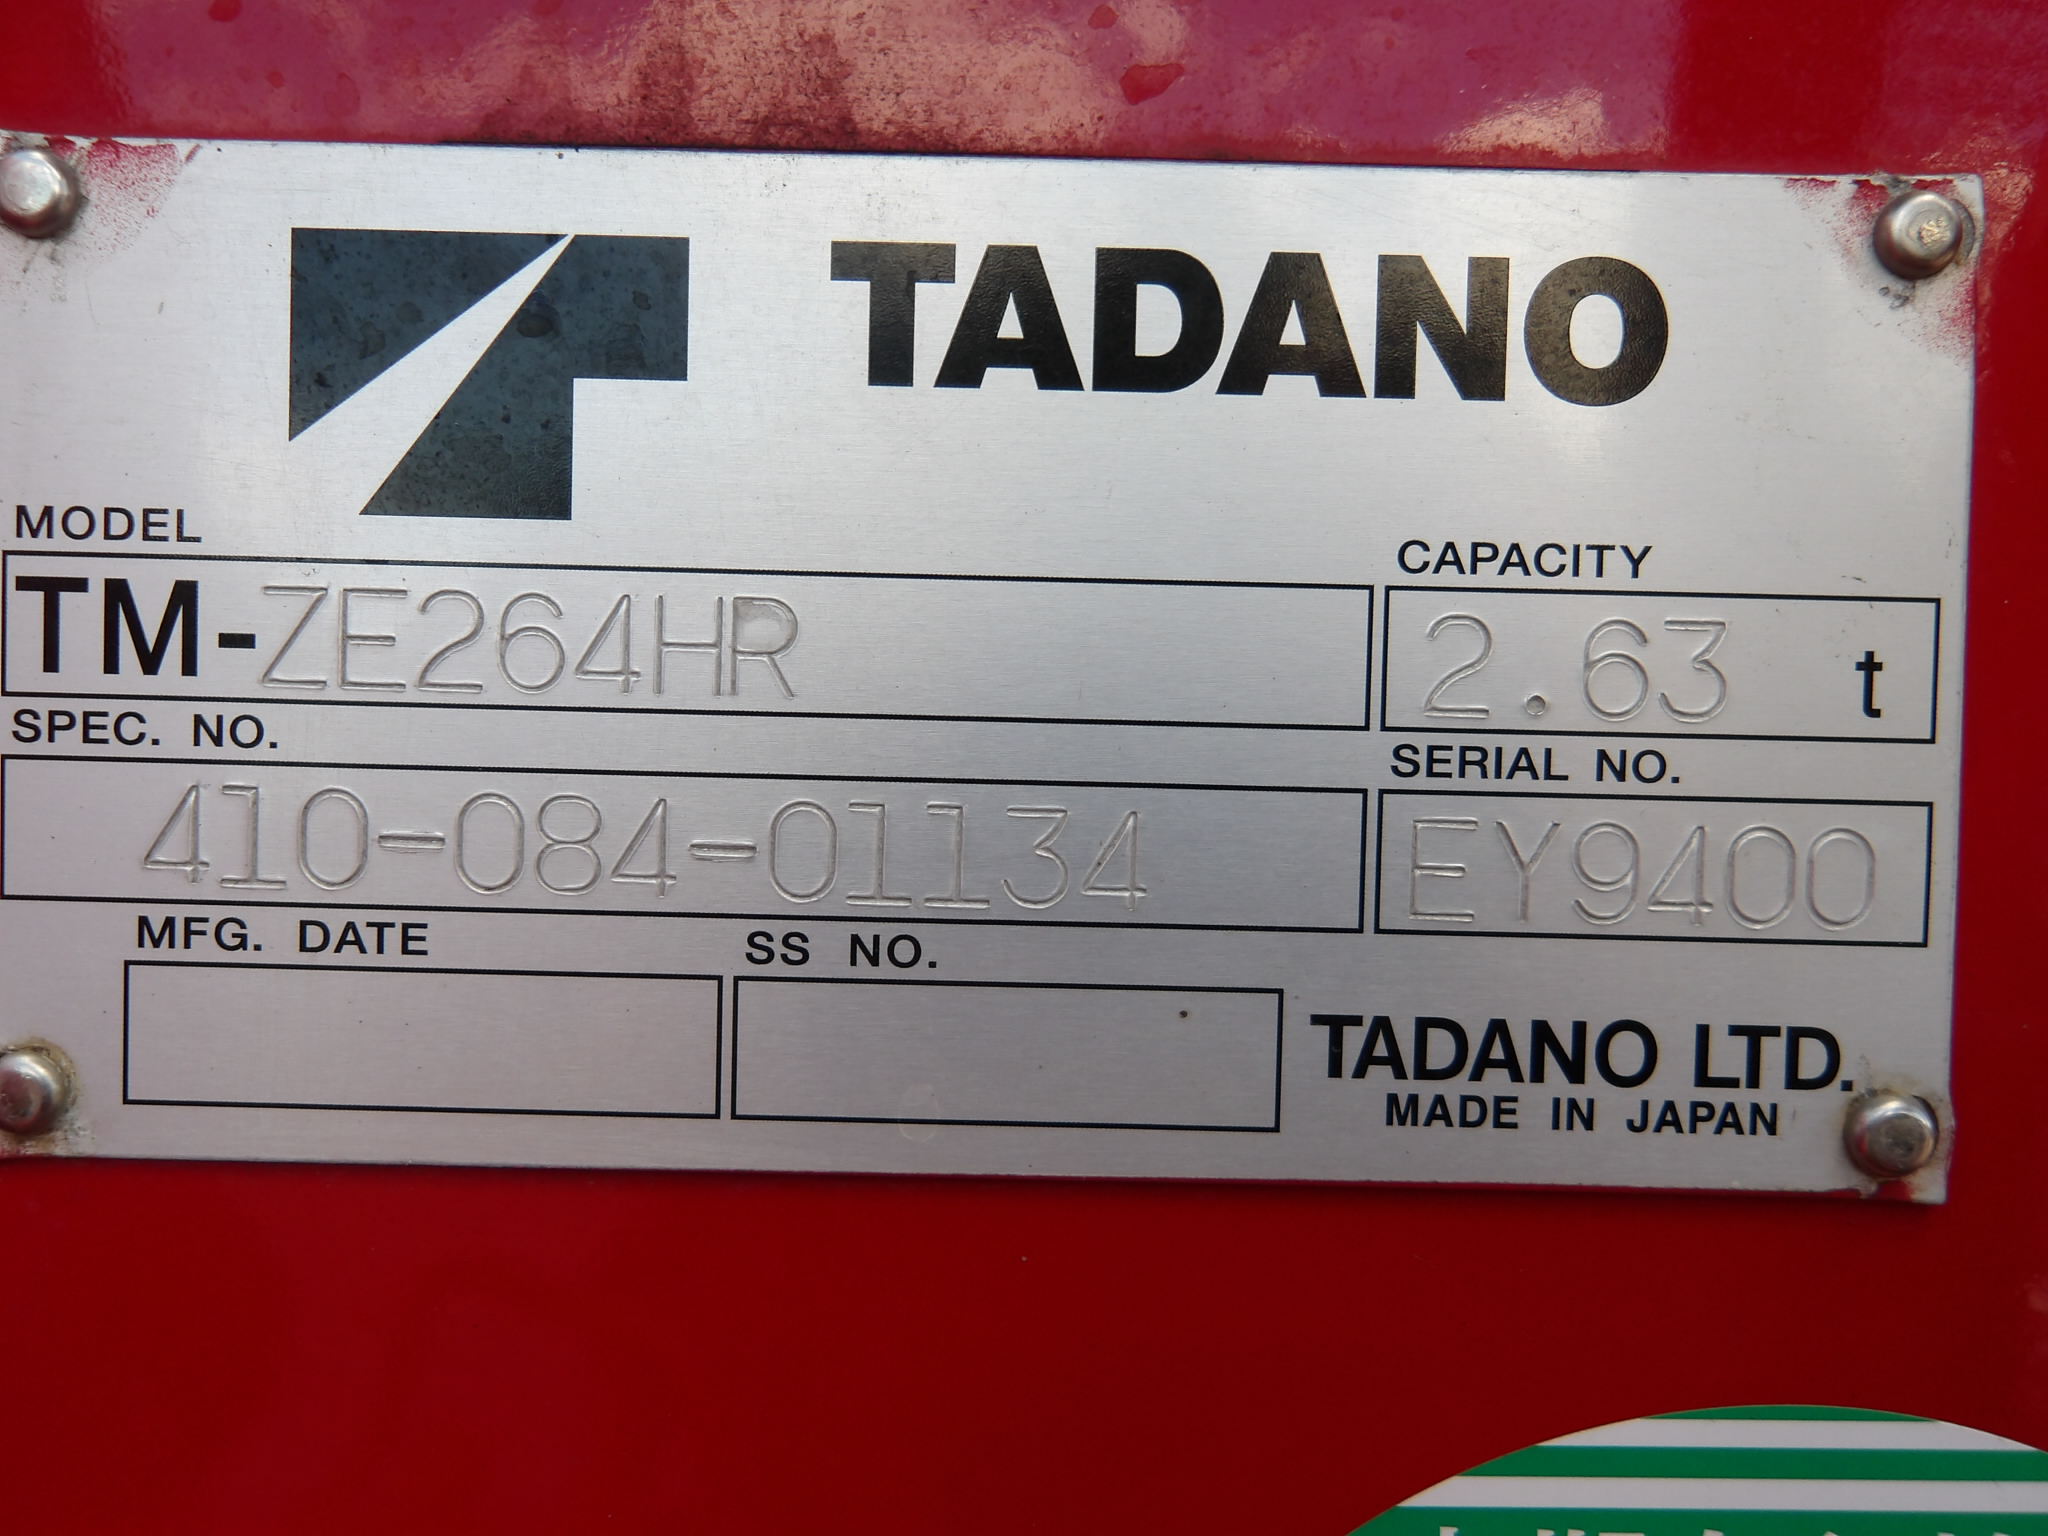 TADANO
MODEL
TM-ZE264HR
CAPACITY
2.63 t
SPEC. NO.
410-084-01134
SERIAL NO.
EY9400
MFG. DATE
SS NO.
TADANO LTD.
MADE IN JAPAN